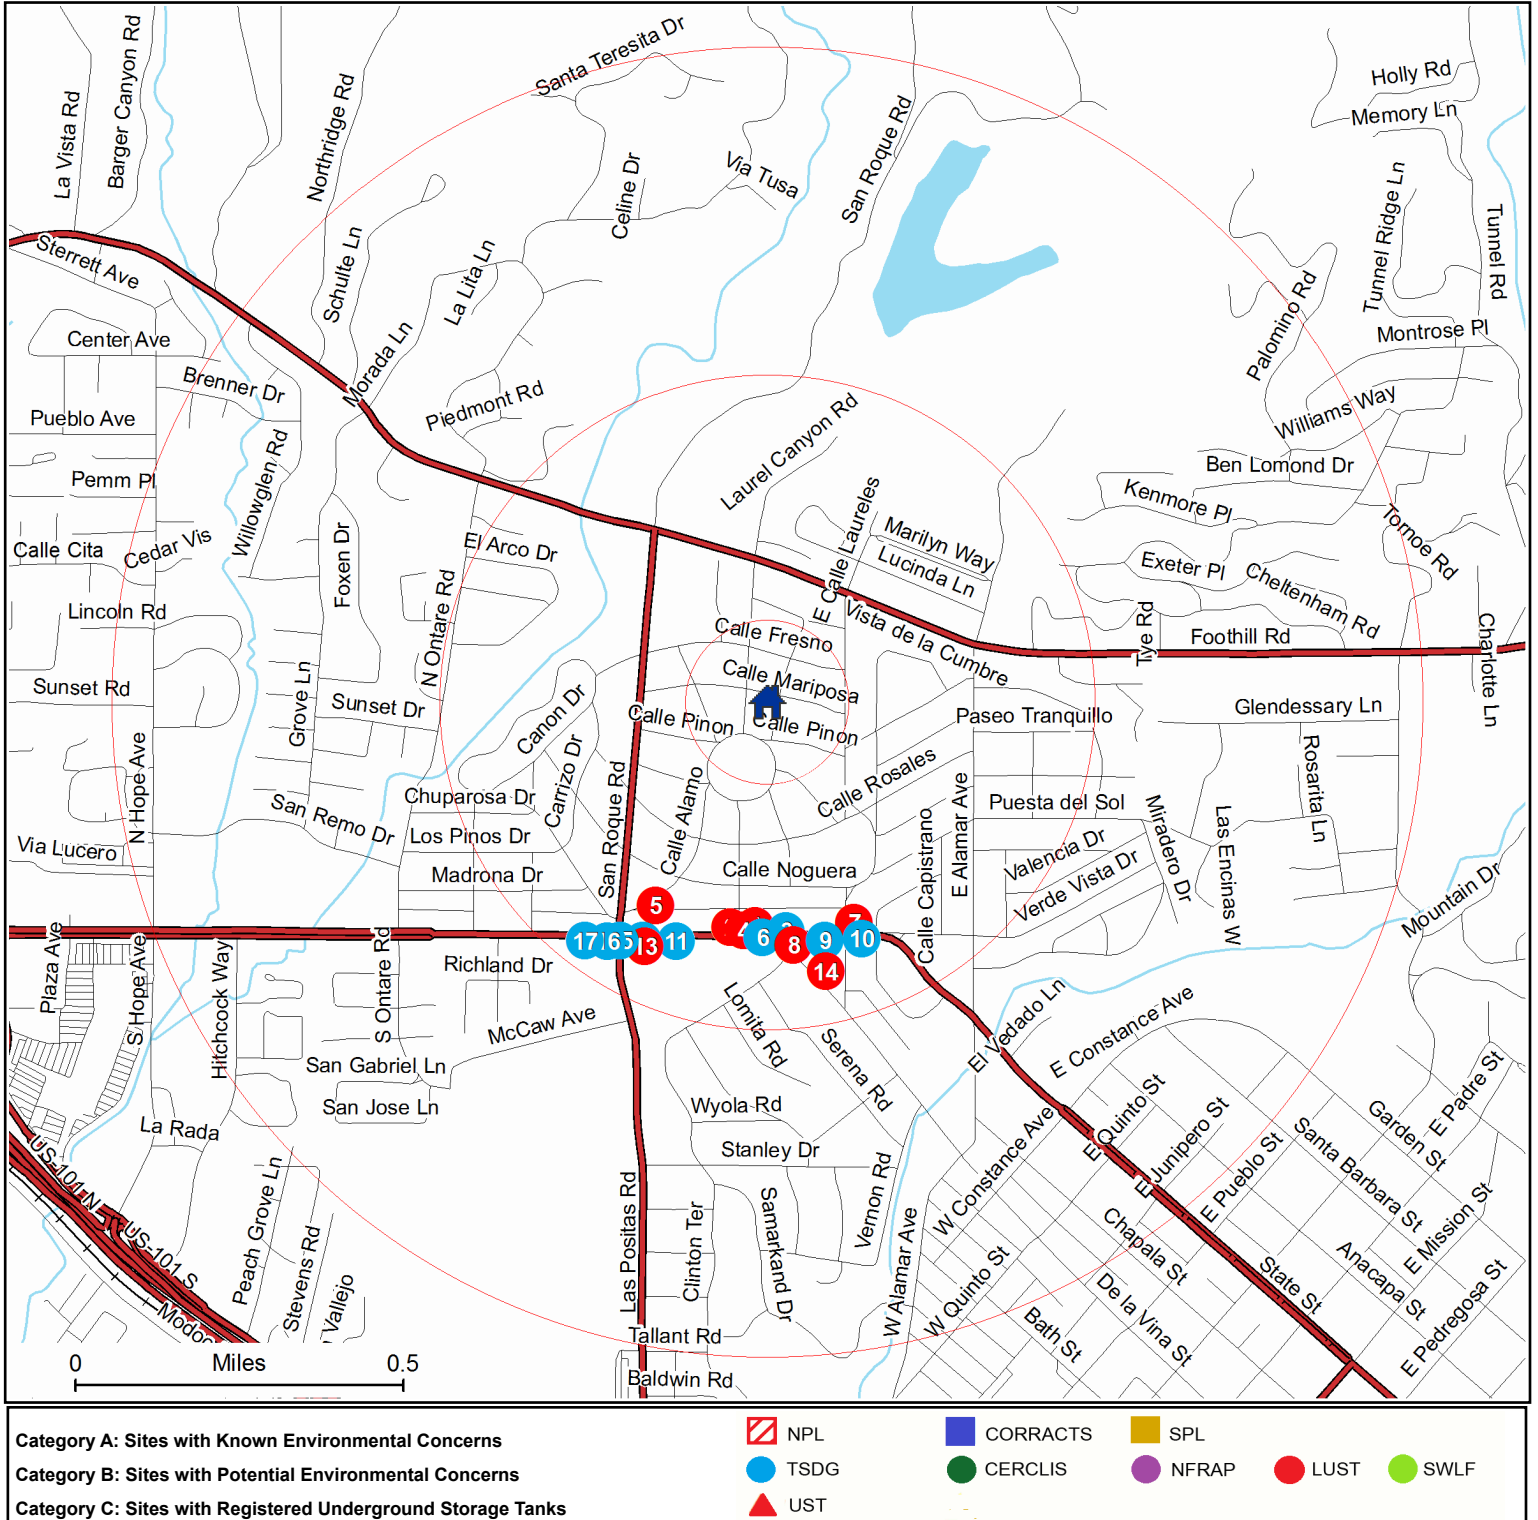 Santa Teresita Dr
Holly Rd
Memory Ln
La Vista Rd
Barger Canyon Rd
Northridge Rd
Celine Dr
Via Tusa
San Roque Rd
Tunnel Ridge Ln
Tunnel Rd
Sterrett Ave
Schulte Ln
La Lita Ln
Palomino Rd
Center Ave
Morada Ln
Montrose Pl
Brenner Dr
Piedmont Rd
Laurel Canyon Rd
Williams Way
Pueblo Ave
Ben Lomond Dr
Pemm Pl
Willowglen Rd
Kenmore Pl
Calle Cita
Cedar Vis
Foxen Dr
El Arco Dr
E Calle Laureles
Marilyn Way
Lucinda Ln
Exeter Pl
Cheltenham Rd
Tornoe Rd
Lincoln Rd
N Ontare Rd
Calle Fresno
Vista de la Cumbre
Tye Rd
Foothill Rd
Charlotte Ln
Sunset Rd
Grove Ln
Sunset Dr
Canon Dr
Calle Mariposa
Calle Pinon
Calle Pinon
Paseo Tranquillo
Glendessary Ln
N Hope Ave
San Remo Dr
Chuparosa Dr
Carrizo Dr
San Roque Rd
Calle Alamo
Calle Rosales
Puesta del Sol
Rosarita Ln
Via Lucero
Los Pinos Dr
Madrona Dr
Calle Noguera
Calle Capistrano
E Alamar Ave
Valencia Dr
Verde Vista Dr
Miradero Dr
Las Encinas W
Mountain Dr
5
7
17
16
13
11
4
6
8
9
10
14
Plaza Ave
S Hope Ave
Hitchcock Way
S Ontare Rd
Richland Dr
McCaw Ave
Lomita Rd
Serena Rd
El Vedado Ln
E Constance Ave
San Gabriel Ln
San Jose Ln
Wyola Rd
Stanley Dr
La Rada
E Quinto St
E Junipero St
E Pueblo St
Santa Barbara St
Garden St
E Padre St
US-101 N
US-101 S
Peach Grove Ln
Stevens Rd
Vallejo
Las Positas Rd
Clinton Ter
Samarkand Dr
Vernon Rd
W Alamar Ave
W Constance Ave
W Quinto St
Chapala St
De la Vina St
Bath St
State St
Anacapa St
E Mission St
E Pedregosa St
Modoc
Tallant Rd
Baldwin Rd
0 Miles 0.5
Category A: Sites with Known Environmental Concerns
Category B: Sites with Potential Environmental Concerns
Category C: Sites with Registered Underground Storage Tanks
NPL CORRACTS SPL
TSDG CERCLIS NFRAP LUST SWLF
UST